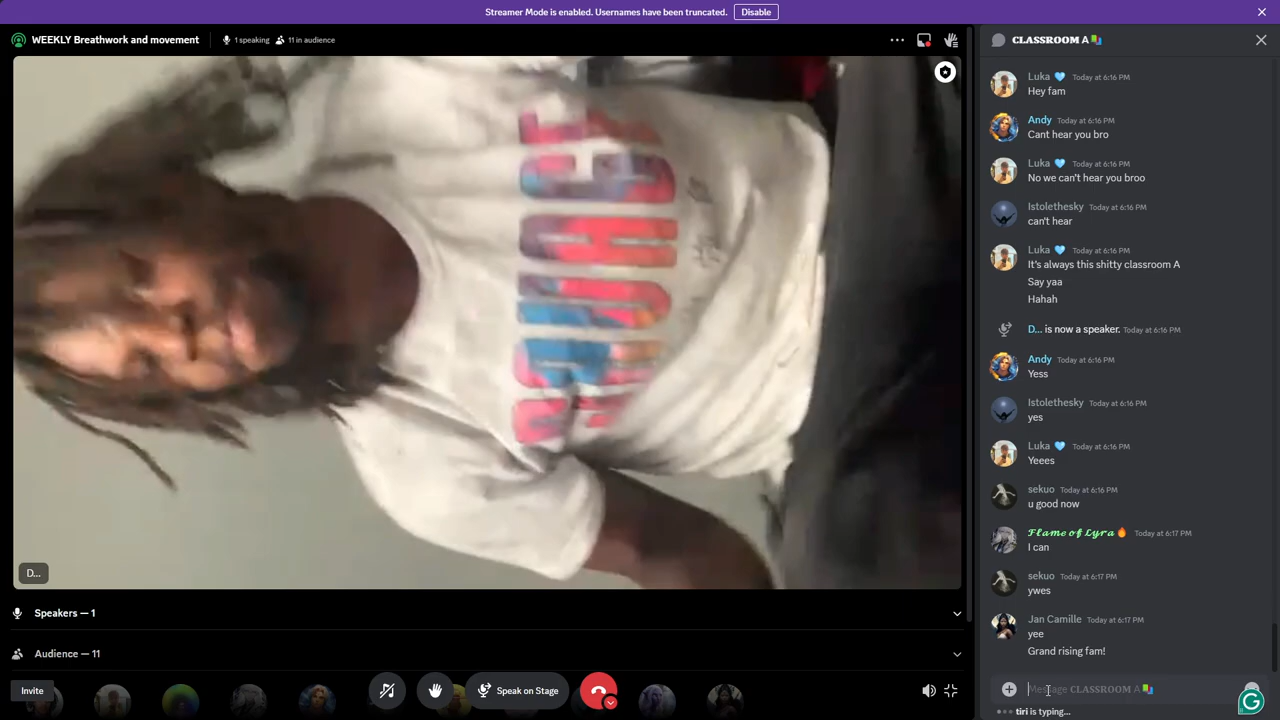 Streamer Mode is enabled. Usernames have been truncated. Disable
WEEKLY Breathwork and movement
1 speaking
11 in audience
D...
Speakers — 1
Audience — 11
Invite
Speak on Stage
CLASSROOM A
Luka 🩵 Today at 6:16 PM
Hey fam
Andy Today at 6:16 PM
Cant hear you bro
Luka 🩵 Today at 6:16 PM
No we can't hear you broo
Istolethesky Today at 6:16 PM
can't hear
Luka 🩵 Today at 6:16 PM
It's always this shitty classroom A
Say yaa
Hahah
D... is now a speaker. Today at 6:16 PM
Andy Today at 6:16 PM
Yess
Istolethesky Today at 6:16 PM
yes
Luka 🩵 Today at 6:16 PM
Yeees
sekuo Today at 6:16 PM
u good now
𝓕𝓵𝓪𝓶𝓮 𝓸𝓯 𝓛𝔂𝓻𝓪🔥 Today at 6:17 PM
I can
sekuo Today at 6:17 PM
ywes
Jan Camille Today at 6:17 PM
yee
Grand rising fam!
Message CLASSROOM A
tiri is typing...